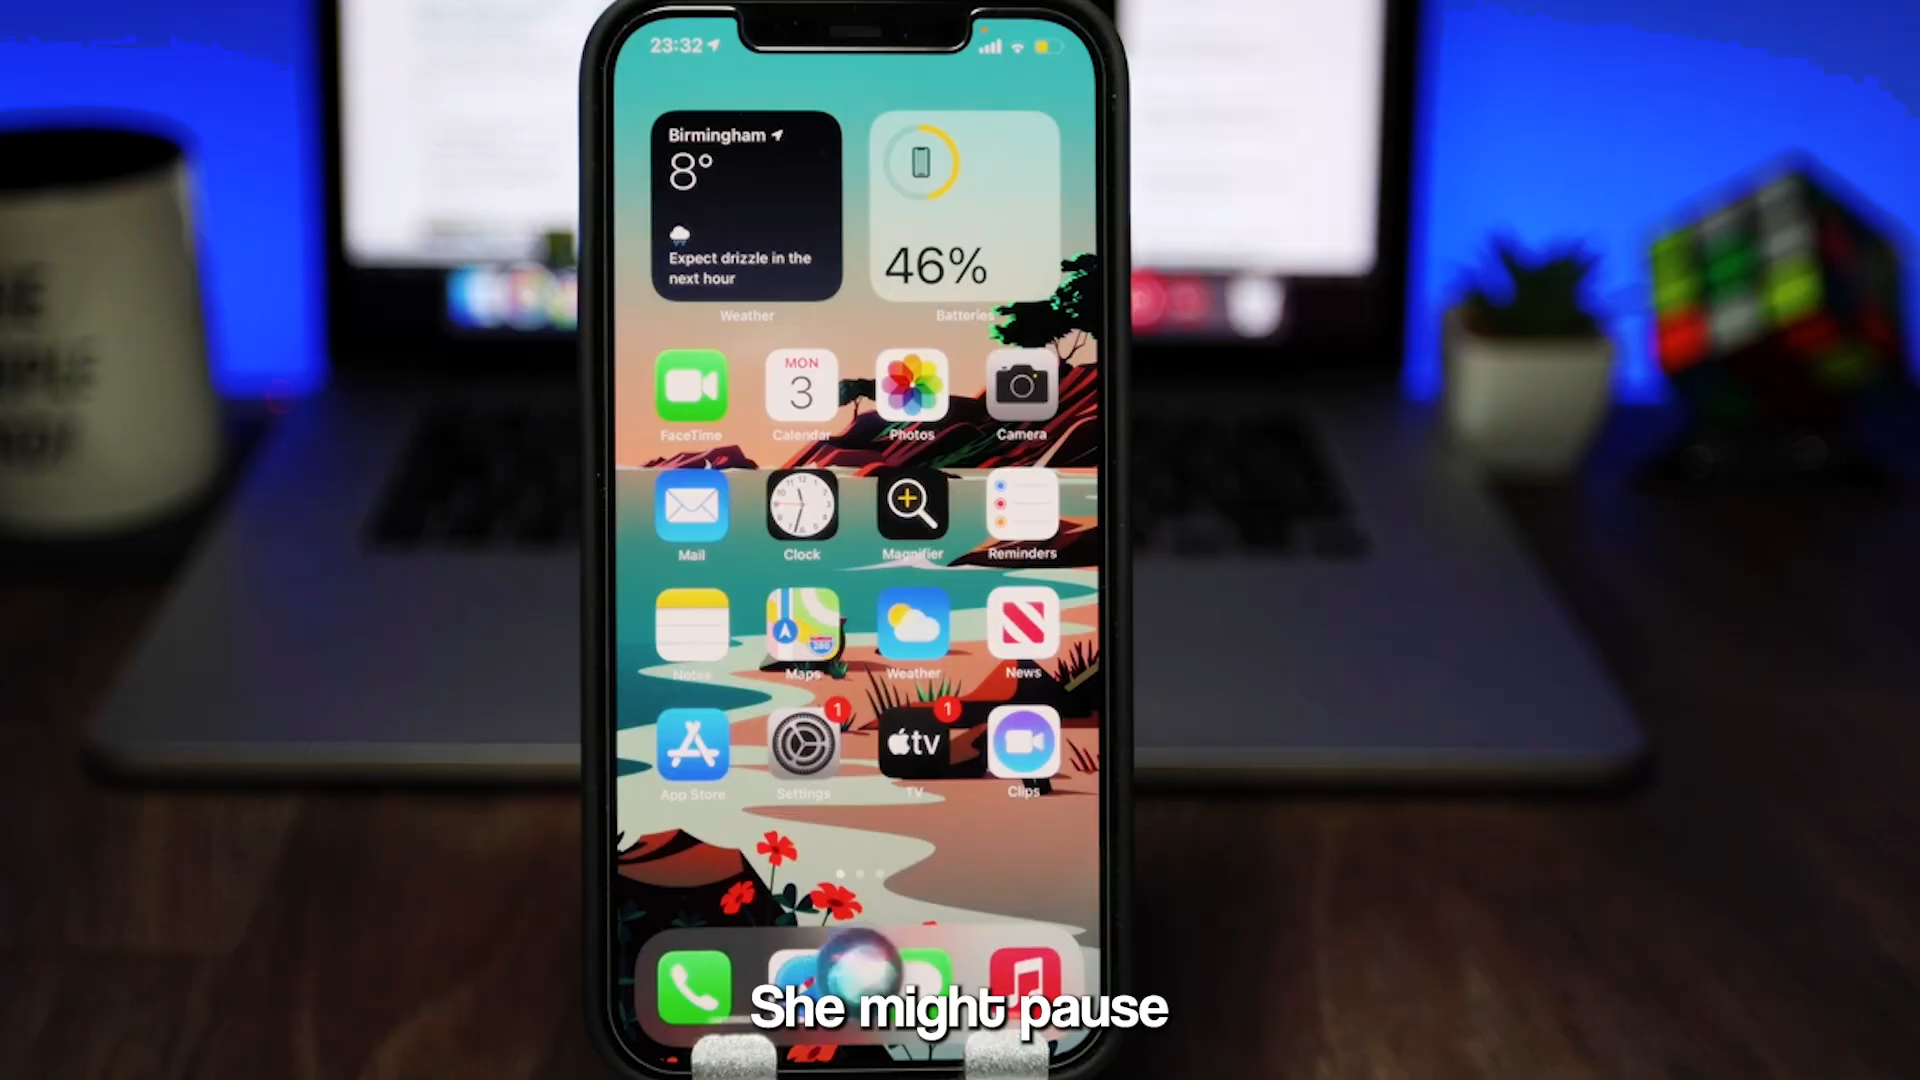 23:32
Birmingham
8°
Expect drizzle in the
next hour
Weather
46%
Batteries
MON
3
FaceTime
Calendar
Photos
Camera
Mail
Clock
Magnifier
Reminders
Notes
Maps
Weather
News
1
1
tv
App Store
Settings
TV
Clips
She might pause